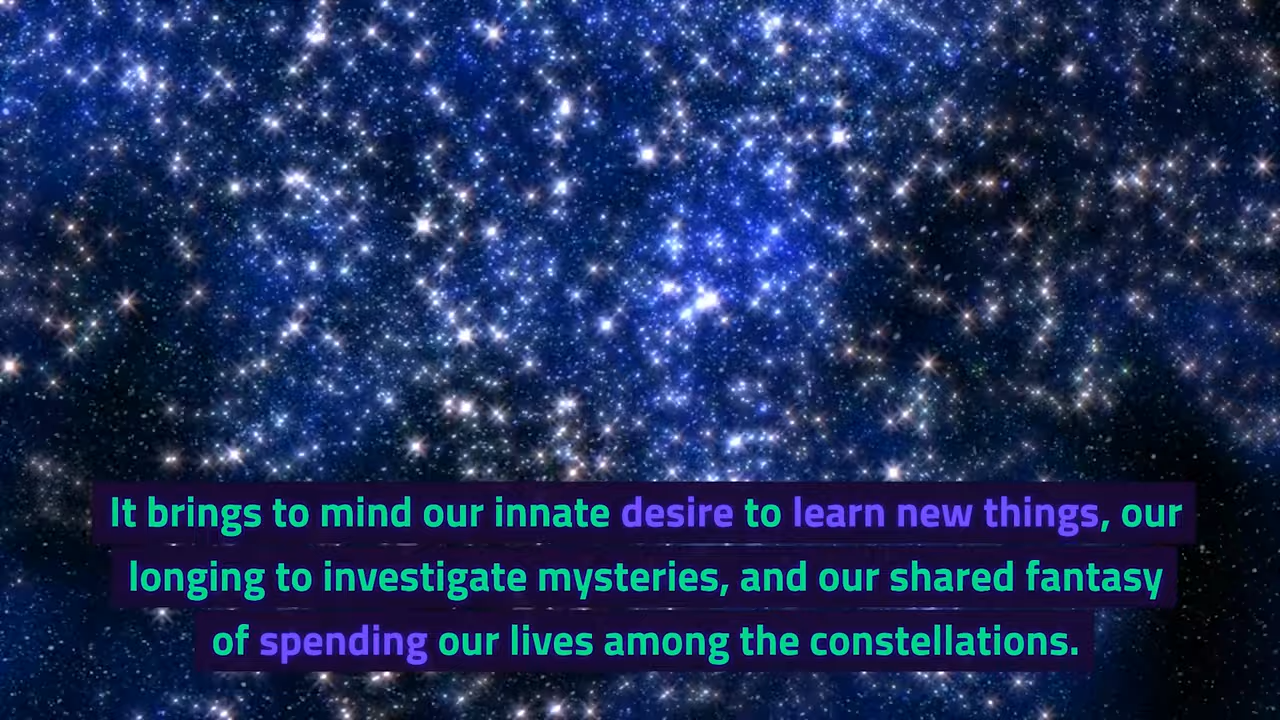 It brings to mind our innate desire to learn new things, our
longing to investigate mysteries, and our shared fantasy
of spending our lives among the constellations.